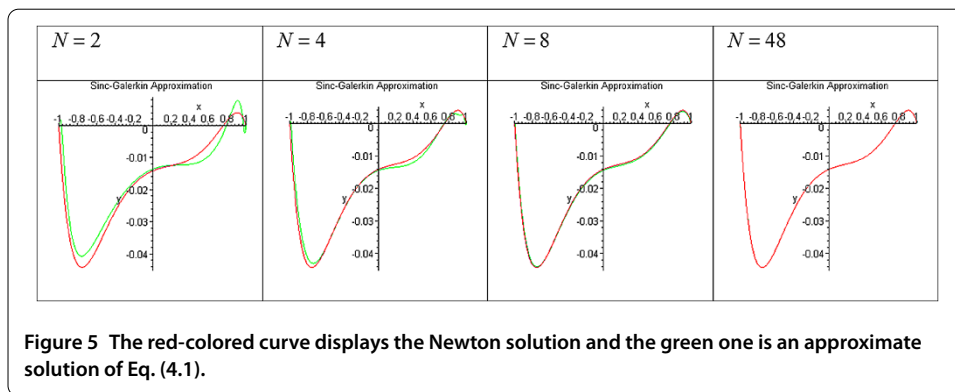 N = 2
N = 4
N = 8
N = 48
Sinc-Galerkin Approximation
x
-1 -0.8 -0.6 -0.4 -0.2 0 0.2 0.4 0.6 0.8 1
-0.01
-0.02
y
-0.03
-0.04
Sinc-Galerkin Approximation
x
-1 -0.8 -0.6 -0.4 -0.2 0 0.2 0.4 0.6 0.8 1
-0.01
-0.02
y
-0.03
-0.04
Sinc-Galerkin Approximation
x
-1 -0.8 -0.6 -0.4 -0.2 0 0.2 0.4 0.6 0.8 1
-0.01
-0.02
y
-0.03
-0.04
Sinc-Galerkin Approximation
x
-1 -0.8 -0.6 -0.4 -0.2 0 0.2 0.4 0.6 0.8 1
-0.01
-0.02
y
-0.03
-0.04
Figure 5 The red-colored curve displays the Newton solution and the green one is an approximate
solution of Eq. (4.1).